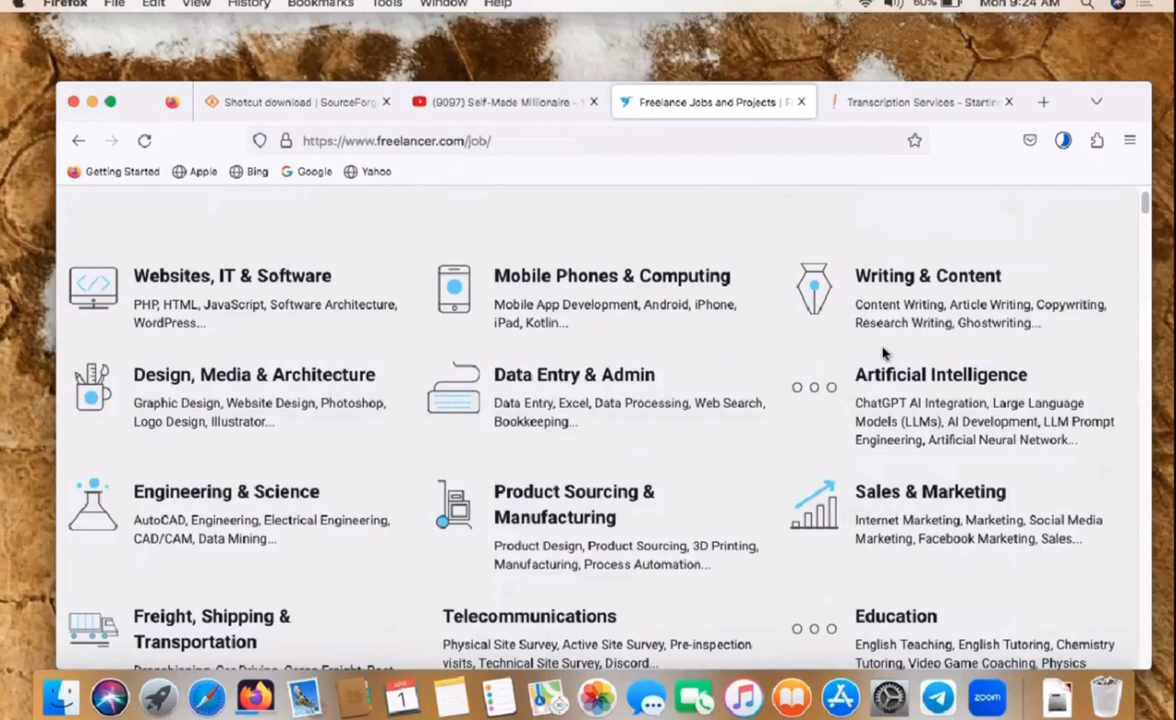 Firefox File Edit View History Bookmarks Tools Window Help 60% Mon 9:24 AM
Shotcut download | SourceForg
(9097) Self-Made Millionaire -
Freelance Jobs and Projects | F
Transcription Services - Startin
https://www.freelancer.com/job/
Getting Started Apple Bing Google Yahoo
Websites, IT & Software
PHP, HTML, JavaScript, Software Architecture,
WordPress...
Mobile Phones & Computing
Mobile App Development, Android, iPhone,
iPad, Kotlin...
Writing & Content
Content Writing, Article Writing, Copywriting,
Research Writing, Ghostwriting...
Design, Media & Architecture
Graphic Design, Website Design, Photoshop,
Logo Design, Illustrator...
Data Entry & Admin
Data Entry, Excel, Data Processing, Web Search,
Bookkeeping...
Artificial Intelligence
ChatGPT AI Integration, Large Language
Models (LLMs), AI Development, LLM Prompt
Engineering, Artificial Neural Network...
Engineering & Science
AutoCAD, Engineering, Electrical Engineering,
CAD/CAM, Data Mining...
Product Sourcing &
Manufacturing
Product Design, Product Sourcing, 3D Printing,
Manufacturing, Process Automation...
Sales & Marketing
Internet Marketing, Marketing, Social Media
Marketing, Facebook Marketing, Sales...
Freight, Shipping &
Transportation
Telecommunications
Physical Site Survey, Active Site Survey, Pre-inspection
visits, Technical Site Survey, Discord...
Education
English Teaching, English Tutoring, Chemistry
Tutoring, Video Game Coaching, Physics
APR
1
zoom